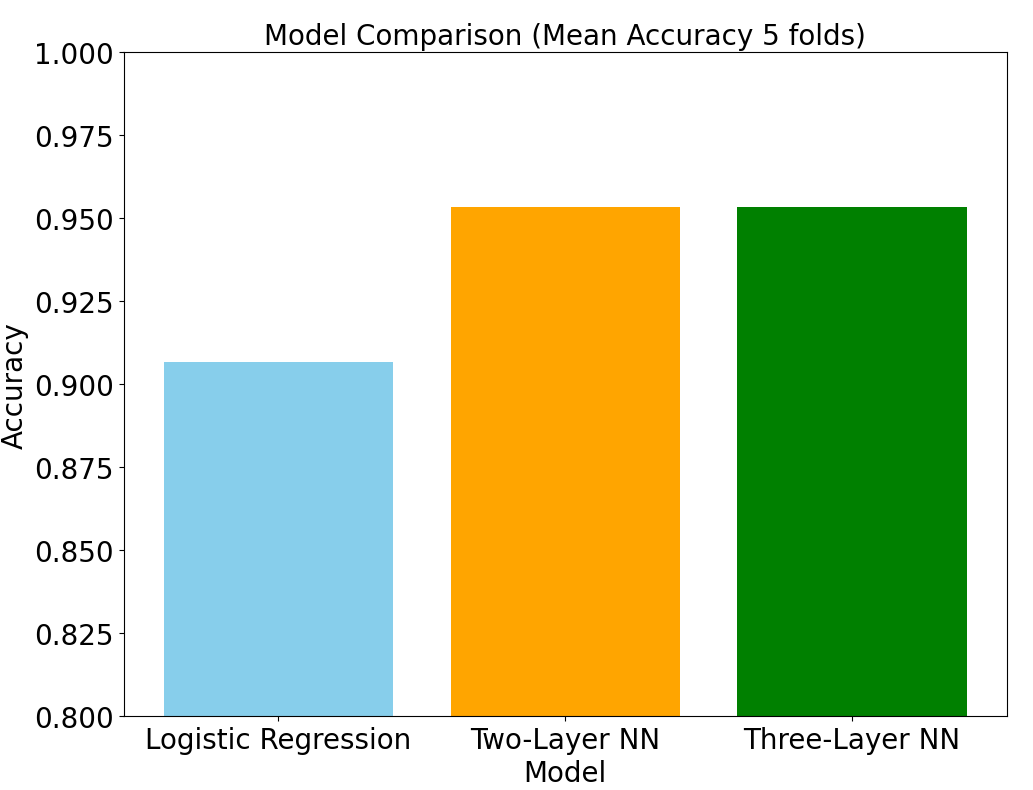 Model Comparison (Mean Accuracy 5 folds)
1.000
0.975
0.950
0.925
0.900
0.875
0.850
0.825
0.800
Accuracy
Logistic Regression
Two-Layer NN
Three-Layer NN
Model